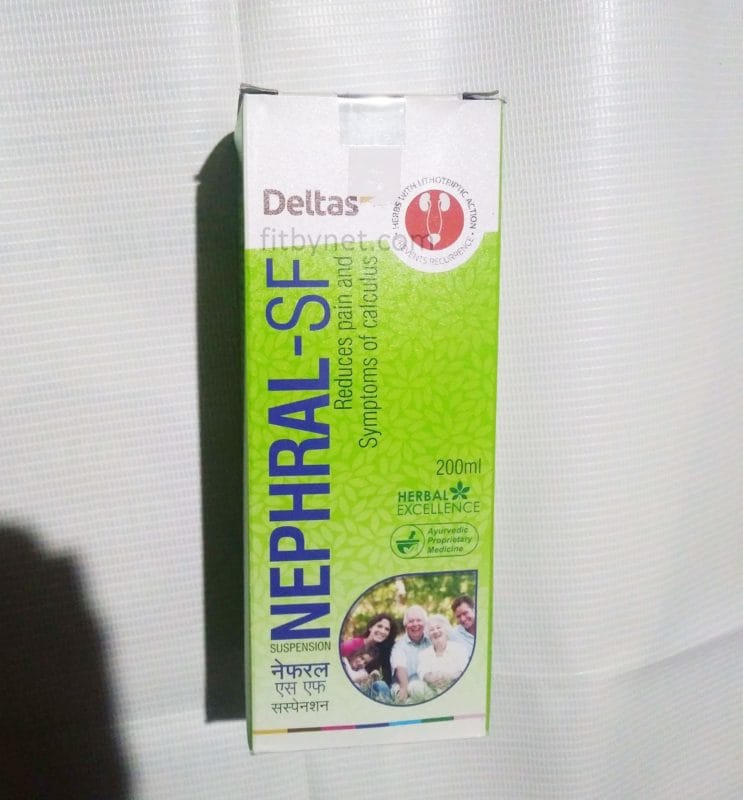 Deltas
HERBS WITH LITHOTRIPTIC ACTION
PREVENTS RECURRENCE
fitbynet.com
NEPHRAL-SF
SUSPENSION
Reduces pain and
Symptoms of calculus
200ml
HERBAL
EXCELLENCE
Ayurvedic
Proprietary
Medicine
नेफरल
एस एफ
सस्पेनशन